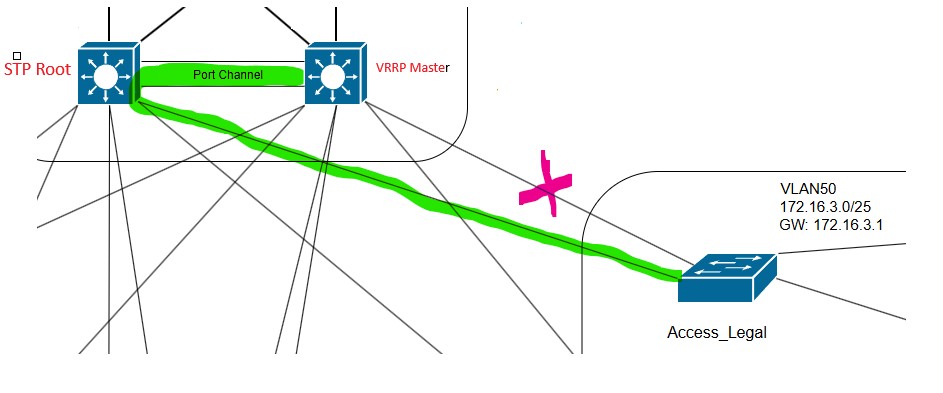 STP Root
Port Channel
VRRP Master
VLAN50
172.16.3.0/25
GW: 172.16.3.1
Access_Legal